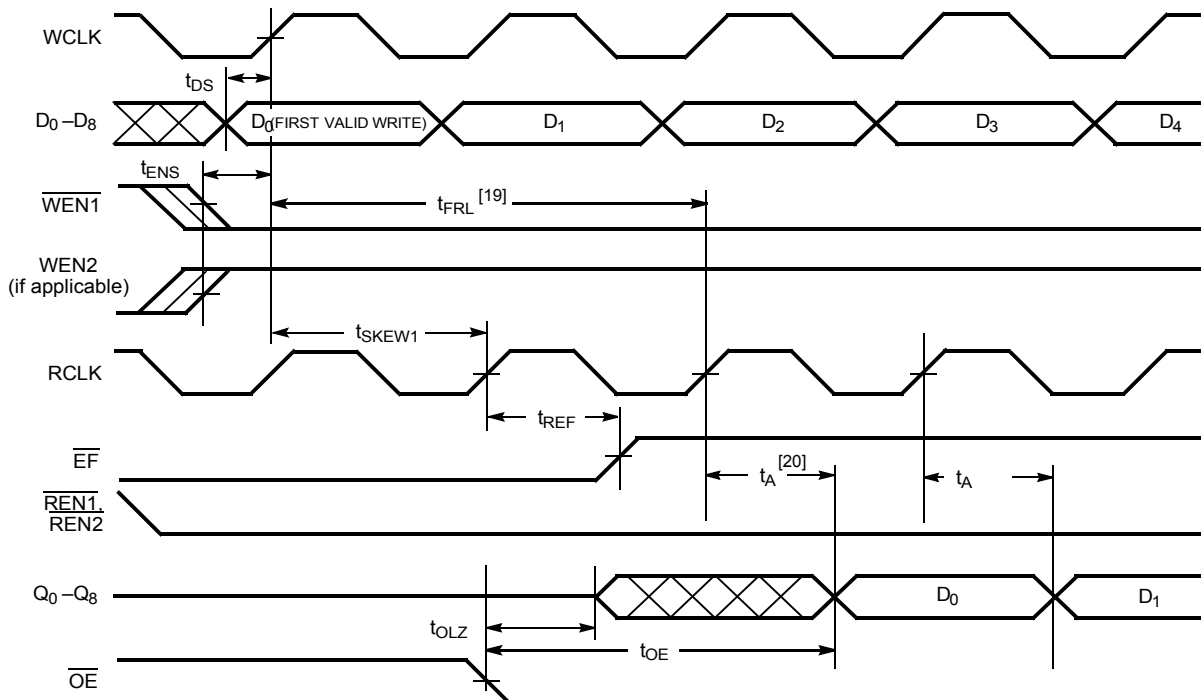 WCLK
tDS
D0–D8
D0(FIRST VALID WRITE)
D1
D2
D3
D4
tENS
WEN1
tFRL [19]
WEN2
(if applicable)
tSKEW1
RCLK
tREF
EF
tA [20]
tA
REN1,
REN2
Q0–Q8
D0
D1
tOLZ
tOE
OE